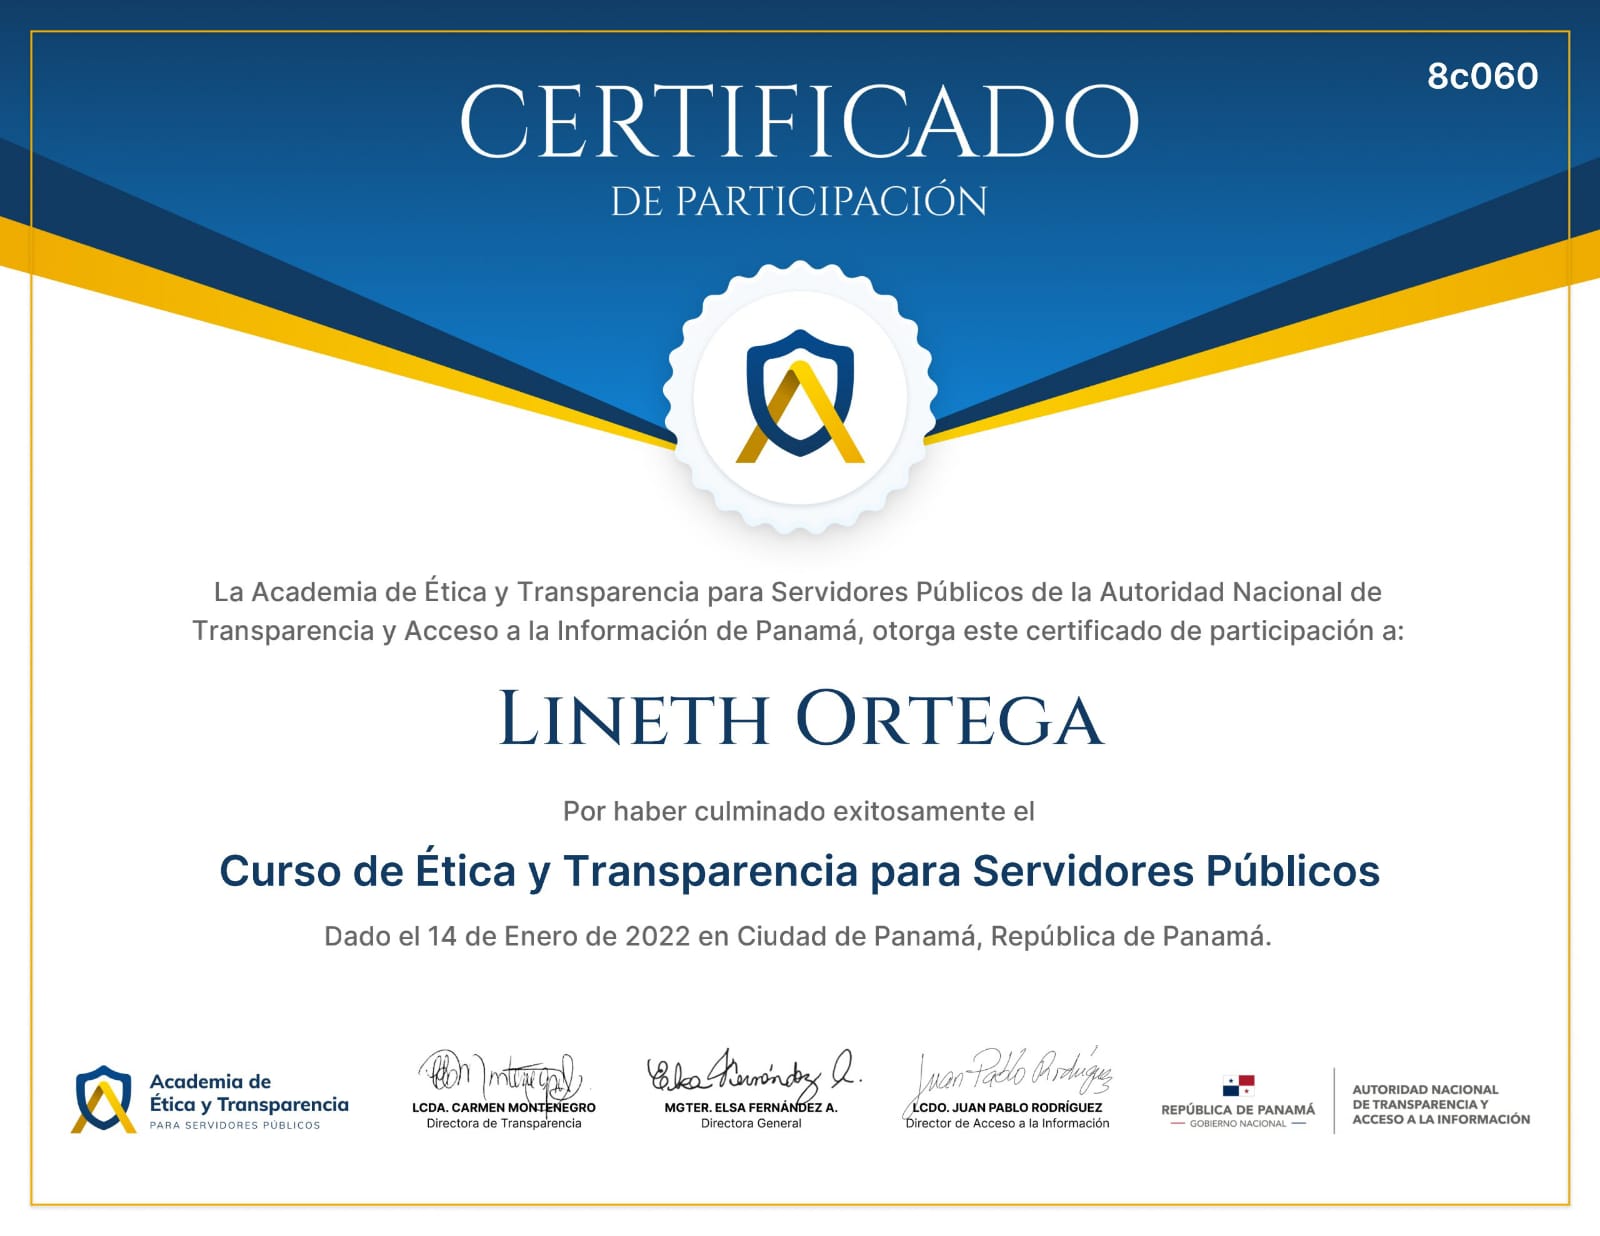 8c060
CERTIFICADO
DE PARTICIPACIÓN
La Academia de Ética y Transparencia para Servidores Públicos de la Autoridad Nacional de
Transparencia y Acceso a la Información de Panamá, otorga este certificado de participación a:
LINETH ORTEGA
Por haber culminado exitosamente el
Curso de Ética y Transparencia para Servidores Públicos
Dado el 14 de Enero de 2022 en Ciudad de Panamá, República de Panamá.
Academia de
Ética y Transparencia
PARA SERVIDORES PÚBLICOS
LCDA. CARMEN MONTENEGRO
Directora de Transparencia
Elsa Fernández A.
MGTER. ELSA FERNÁNDEZ A.
Directora General
Juan Pablo Rodríguez
LCDO. JUAN PABLO RODRÍGUEZ
Director de Acceso a la Información
REPÚBLICA DE PANAMÁ
GOBIERNO NACIONAL
AUTORIDAD NACIONAL
DE TRANSPARENCIA Y
ACCESO A LA INFORMACIÓN